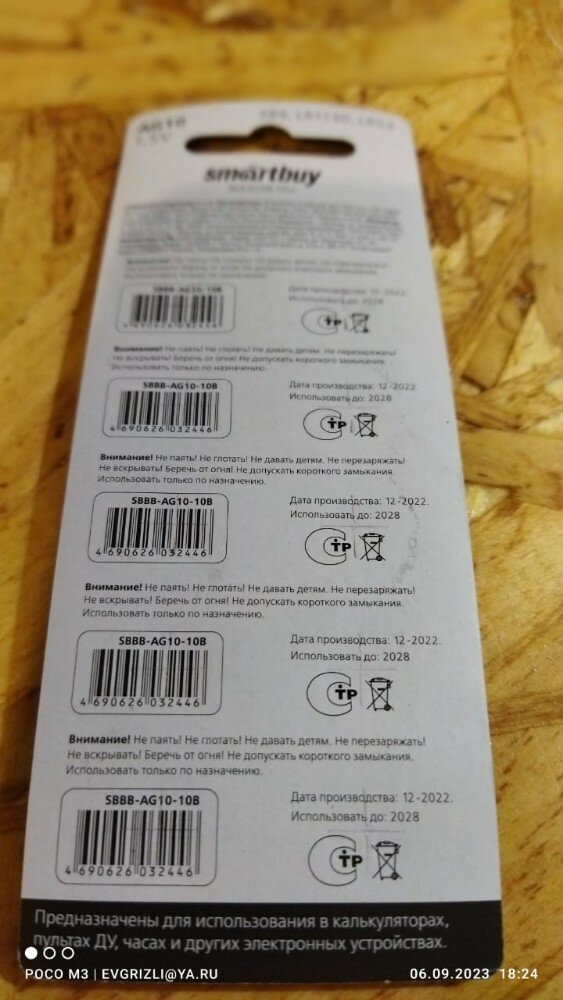 AG10
1,5V
smartbuy
SBBB-AG10-10B
4 690626 032446
Дата производства: 12-2022.
Использовать до: 2028
Внимание! Не паять! Не глотать! Не давать детям. Не перезаряжать!
Не вскрывать! Беречь от огня! Не допускать короткого замыкания.
Использовать только по назначению.
SBBB-AG10-10B
4 690626 032446
Дата производства: 12-2022.
Использовать до: 2028
СТР
Внимание! Не паять! Не глотать! Не давать детям. Не перезаряжать!
Не вскрывать! Беречь от огня! Не допускать короткого замыкания.
Использовать только по назначению.
SBBB-AG10-10B
4 690626 032446
Дата производства: 12-2022.
Использовать до: 2028
СТР
Внимание! Не паять! Не глотать! Не давать детям. Не перезаряжать!
Не вскрывать! Беречь от огня! Не допускать короткого замыкания.
Использовать только по назначению.
SBBB-AG10-10B
4 690626 032446
Дата производства: 12-2022.
Использовать до: 2028
СТР
Внимание! Не паять! Не глотать! Не давать детям. Не перезаряжать!
Не вскрывать! Беречь от огня! Не допускать короткого замыкания.
Использовать только по назначению.
SBBB-AG10-10B
4 690626 032446
Дата производства: 12-2022.
Использовать до: 2028
СТР
Предназначены для использования в калькуляторах,
пультах ДУ, часах и других электронных устройствах.
POCO M3 | EVGRIZLI@YA.RU
06.09.2023 18:24